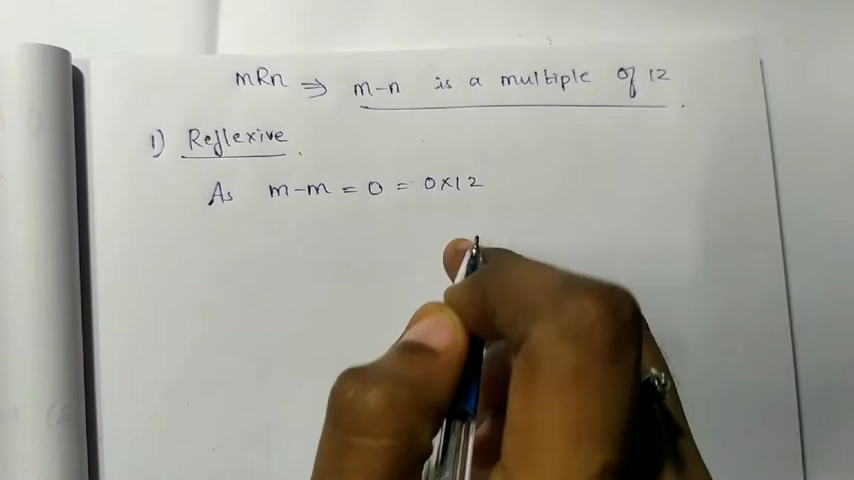 mRn ⇒ m-n is a multiple of 12.
1) Reflexive.
As m-m = 0 = 0×12